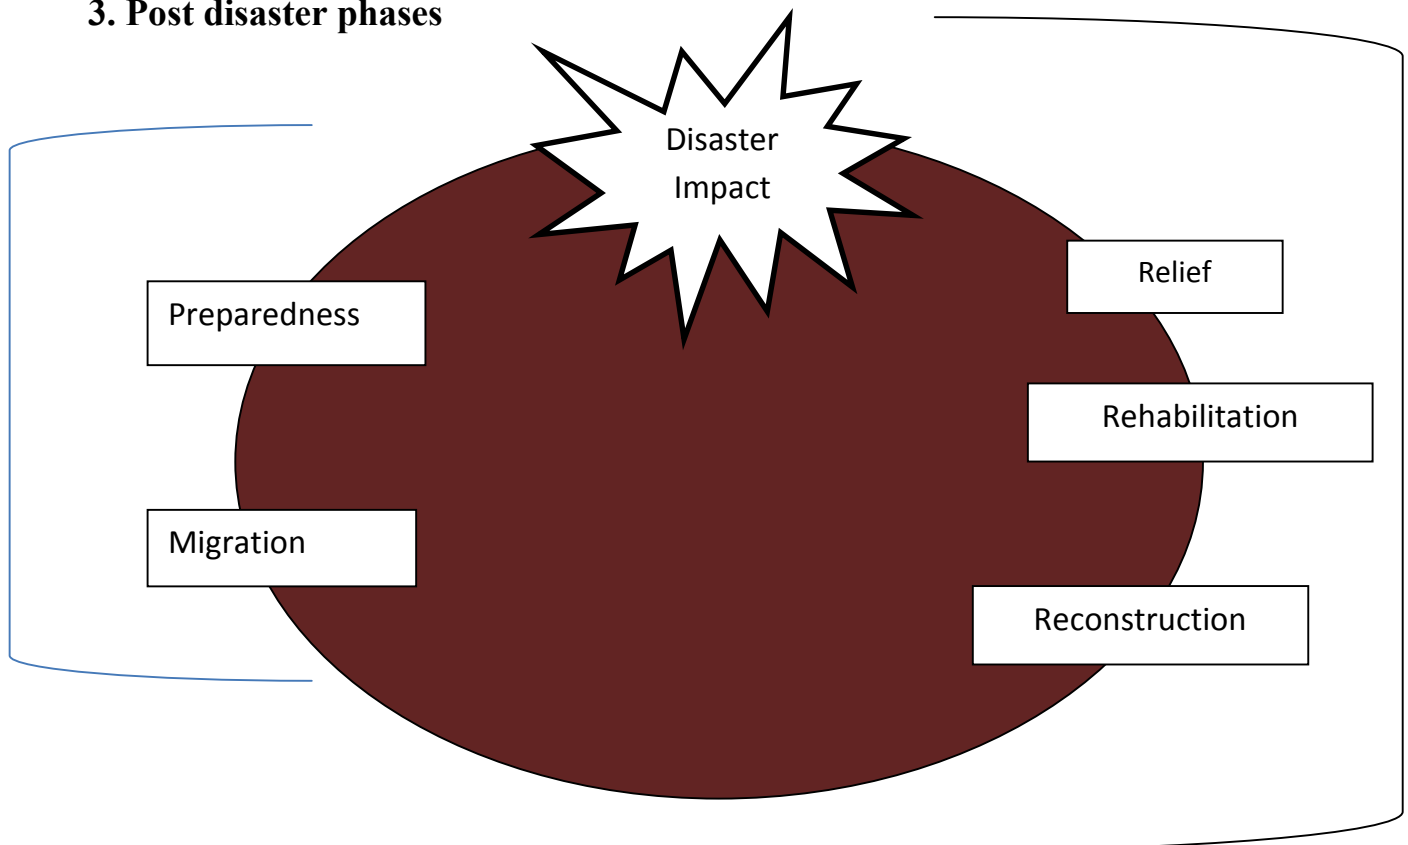 3. Post disaster phases
Disaster
Impact
Relief
Preparedness
Rehabilitation
Migration
Reconstruction